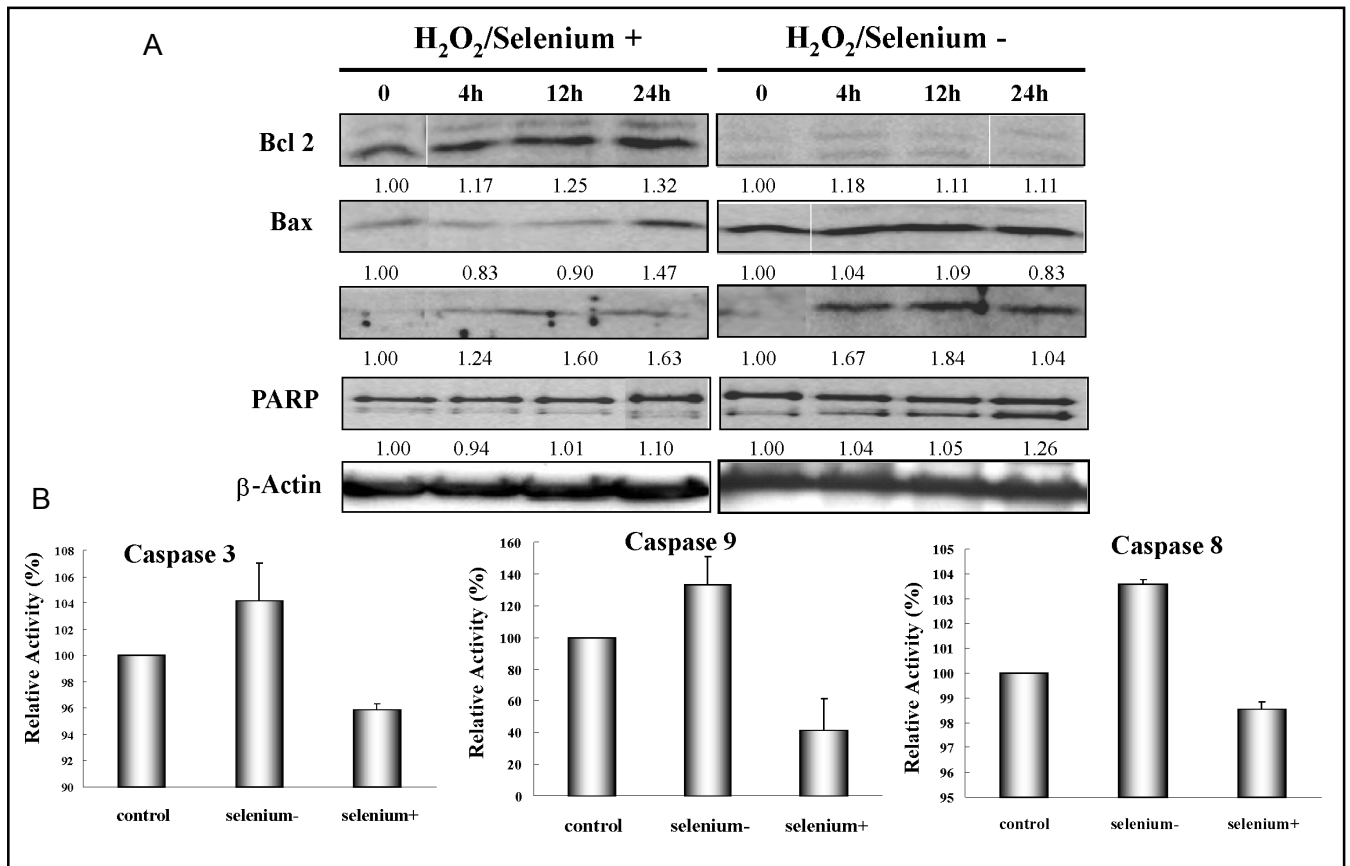 A
H₂O₂/Selenium +
H₂O₂/Selenium -
0 4h 12h 24h
0 4h 12h 24h
Bcl 2
1.00 1.17 1.25 1.32
1.00 1.18 1.11 1.11
Bax
1.00 0.83 0.90 1.47
1.00 1.04 1.09 0.83
1.00 1.24 1.60 1.63
1.00 1.67 1.84 1.04
PARP
1.00 0.94 1.01 1.10
1.00 1.04 1.05 1.26
β-Actin
B
Caspase 3
Relative Activity (%)
108
106
104
102
100
98
96
94
92
90
control selenium- selenium+
Caspase 9
Relative Activity (%)
160
140
120
100
80
60
40
20
0
control selenium- selenium+
Caspase 8
Relative Activity (%)
105
104
103
102
101
100
99
98
97
96
95
control selenium- selenium+